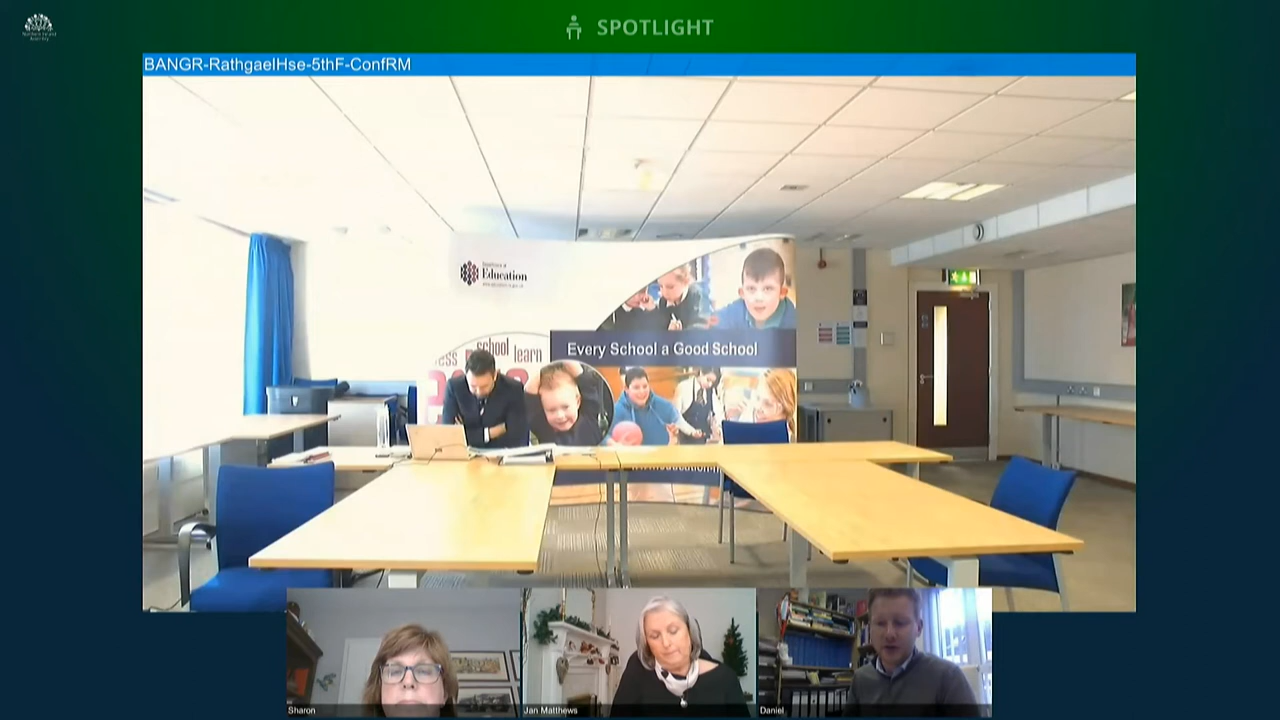 SPOTLIGHT
BANGR-RathgaelHse-5thF-ConfRM
Education
school
learn
Every School a Good School
Sharon
Jan Matthews
Daniel